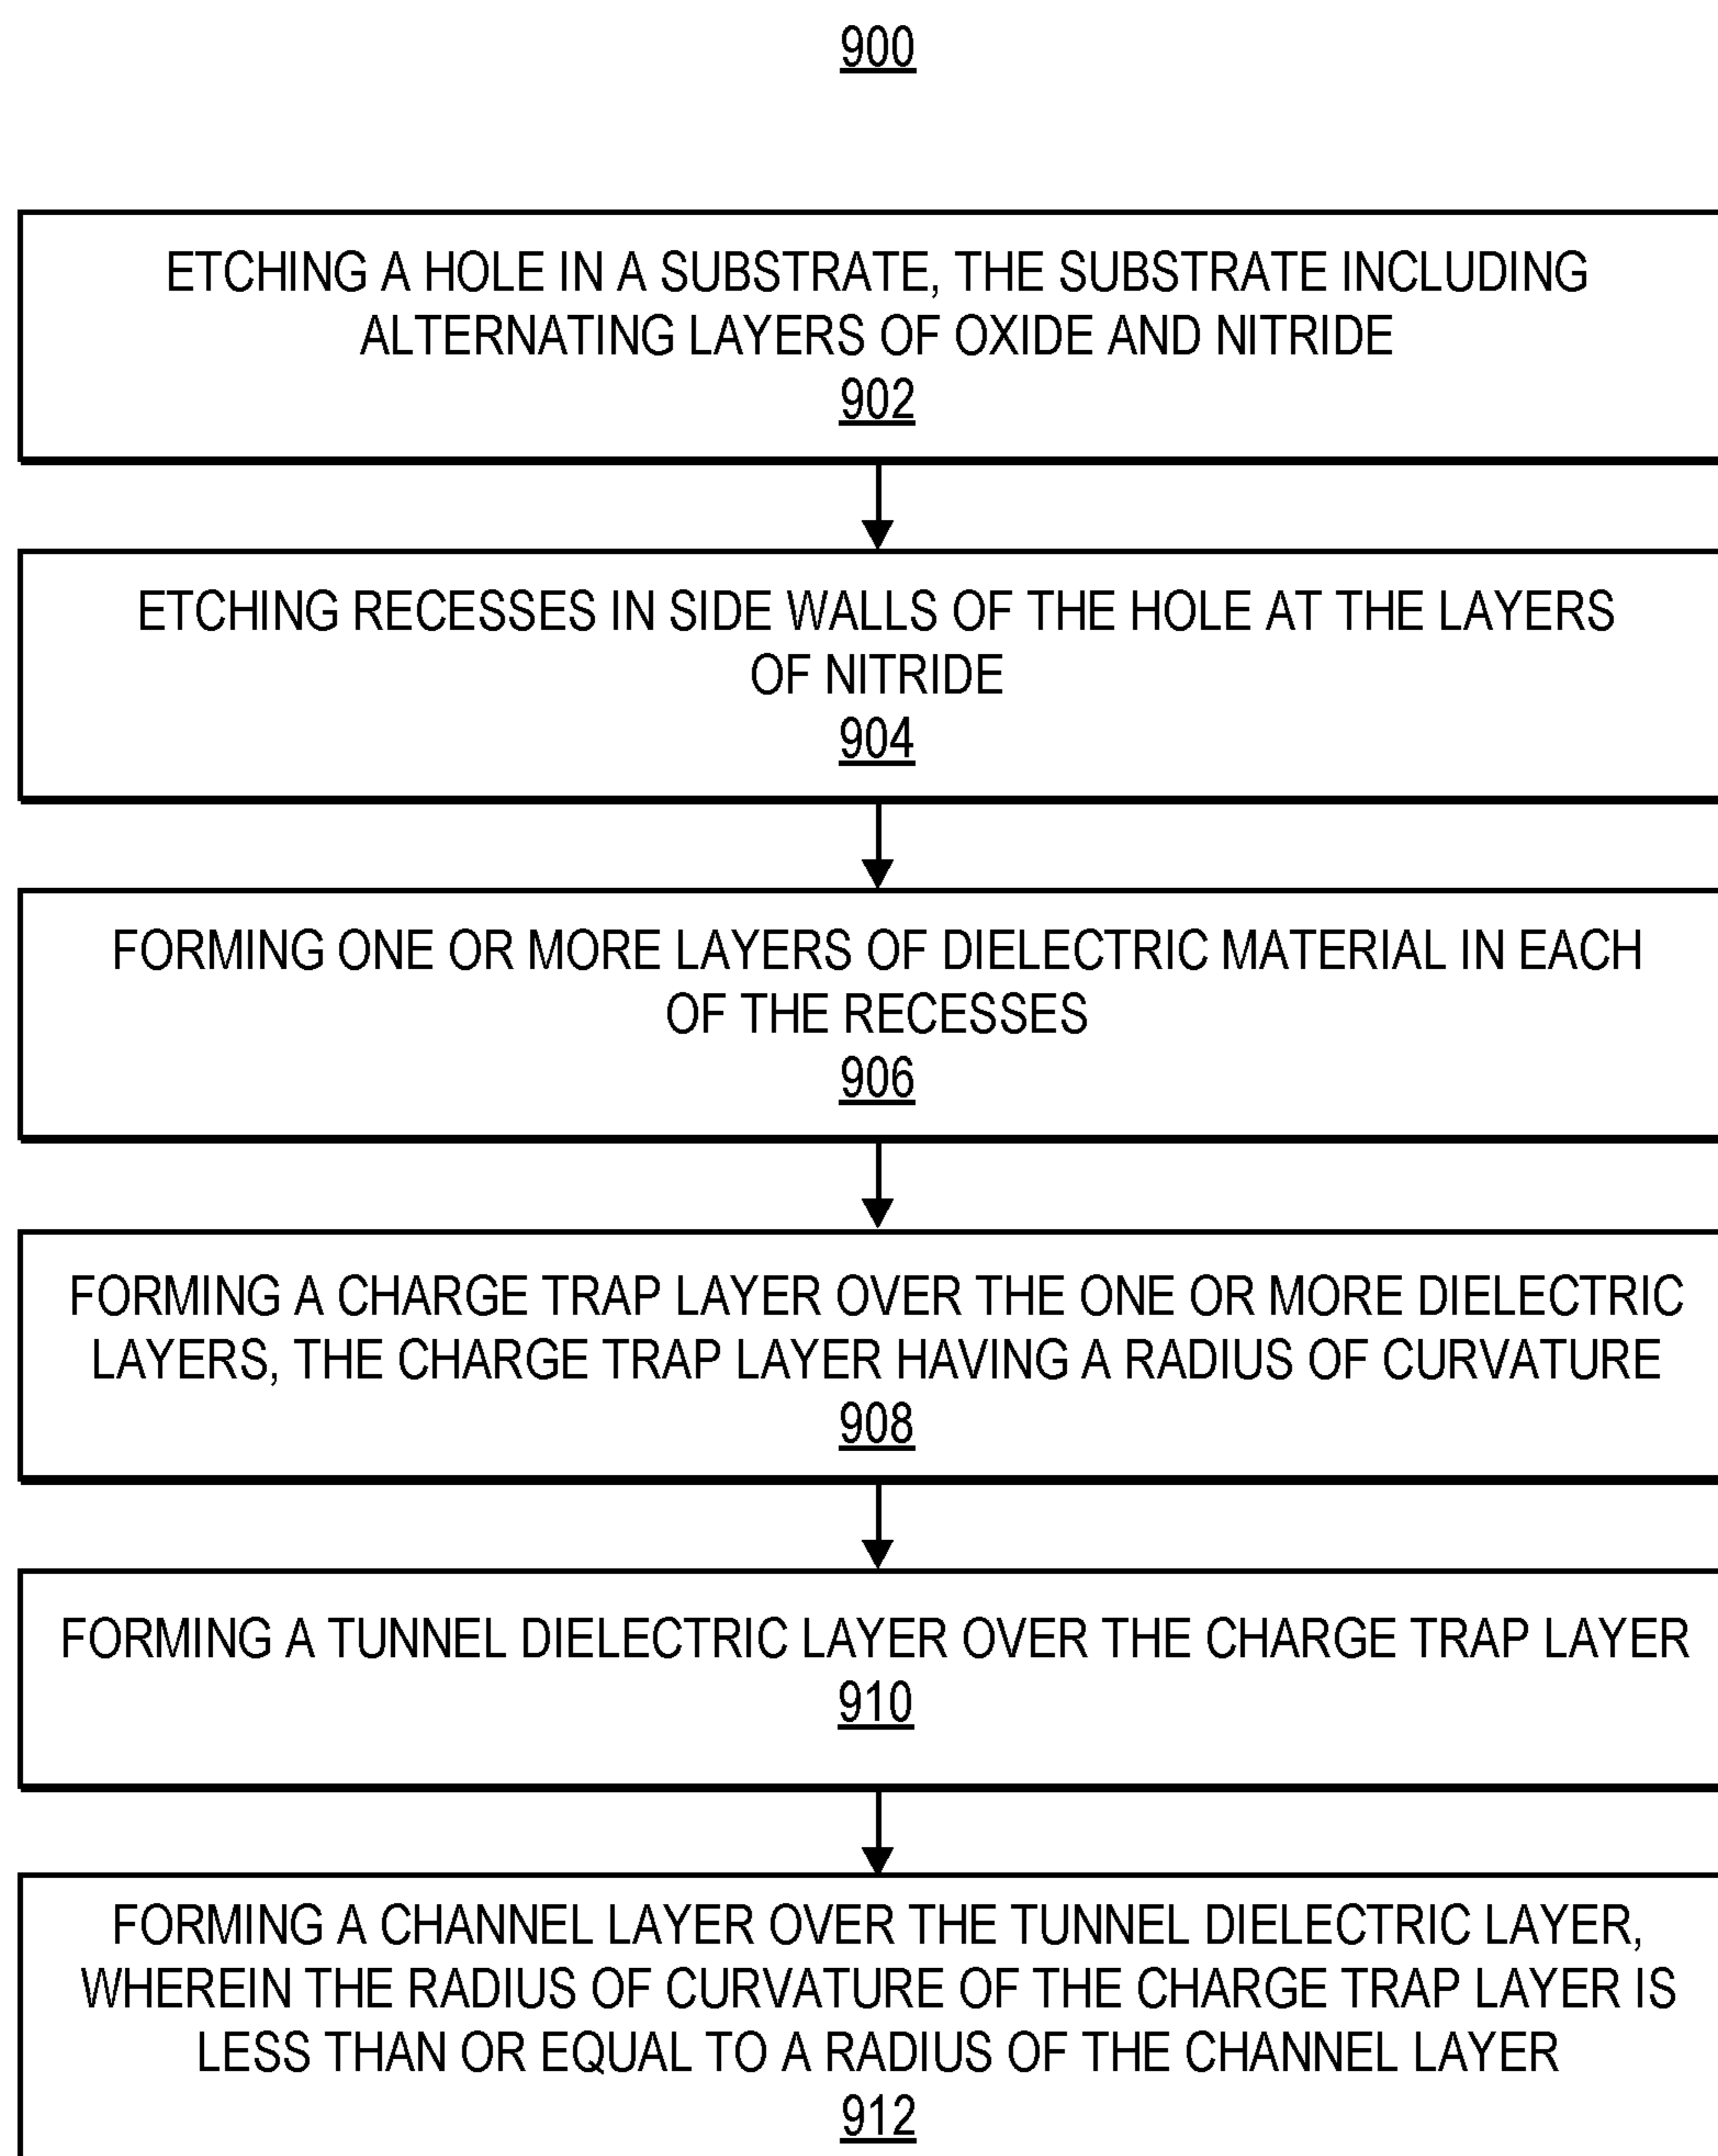 900
ETCHING A HOLE IN A SUBSTRATE, THE SUBSTRATE INCLUDING
ALTERNATING LAYERS OF OXIDE AND NITRIDE
902
ETCHING RECESSES IN SIDE WALLS OF THE HOLE AT THE LAYERS
OF NITRIDE
904
FORMING ONE OR MORE LAYERS OF DIELECTRIC MATERIAL IN EACH
OF THE RECESSES
906
FORMING A CHARGE TRAP LAYER OVER THE ONE OR MORE DIELECTRIC
LAYERS, THE CHARGE TRAP LAYER HAVING A RADIUS OF CURVATURE
908
FORMING A TUNNEL DIELECTRIC LAYER OVER THE CHARGE TRAP LAYER
910
FORMING A CHANNEL LAYER OVER THE TUNNEL DIELECTRIC LAYER,
WHEREIN THE RADIUS OF CURVATURE OF THE CHARGE TRAP LAYER IS
LESS THAN OR EQUAL TO A RADIUS OF THE CHANNEL LAYER
912